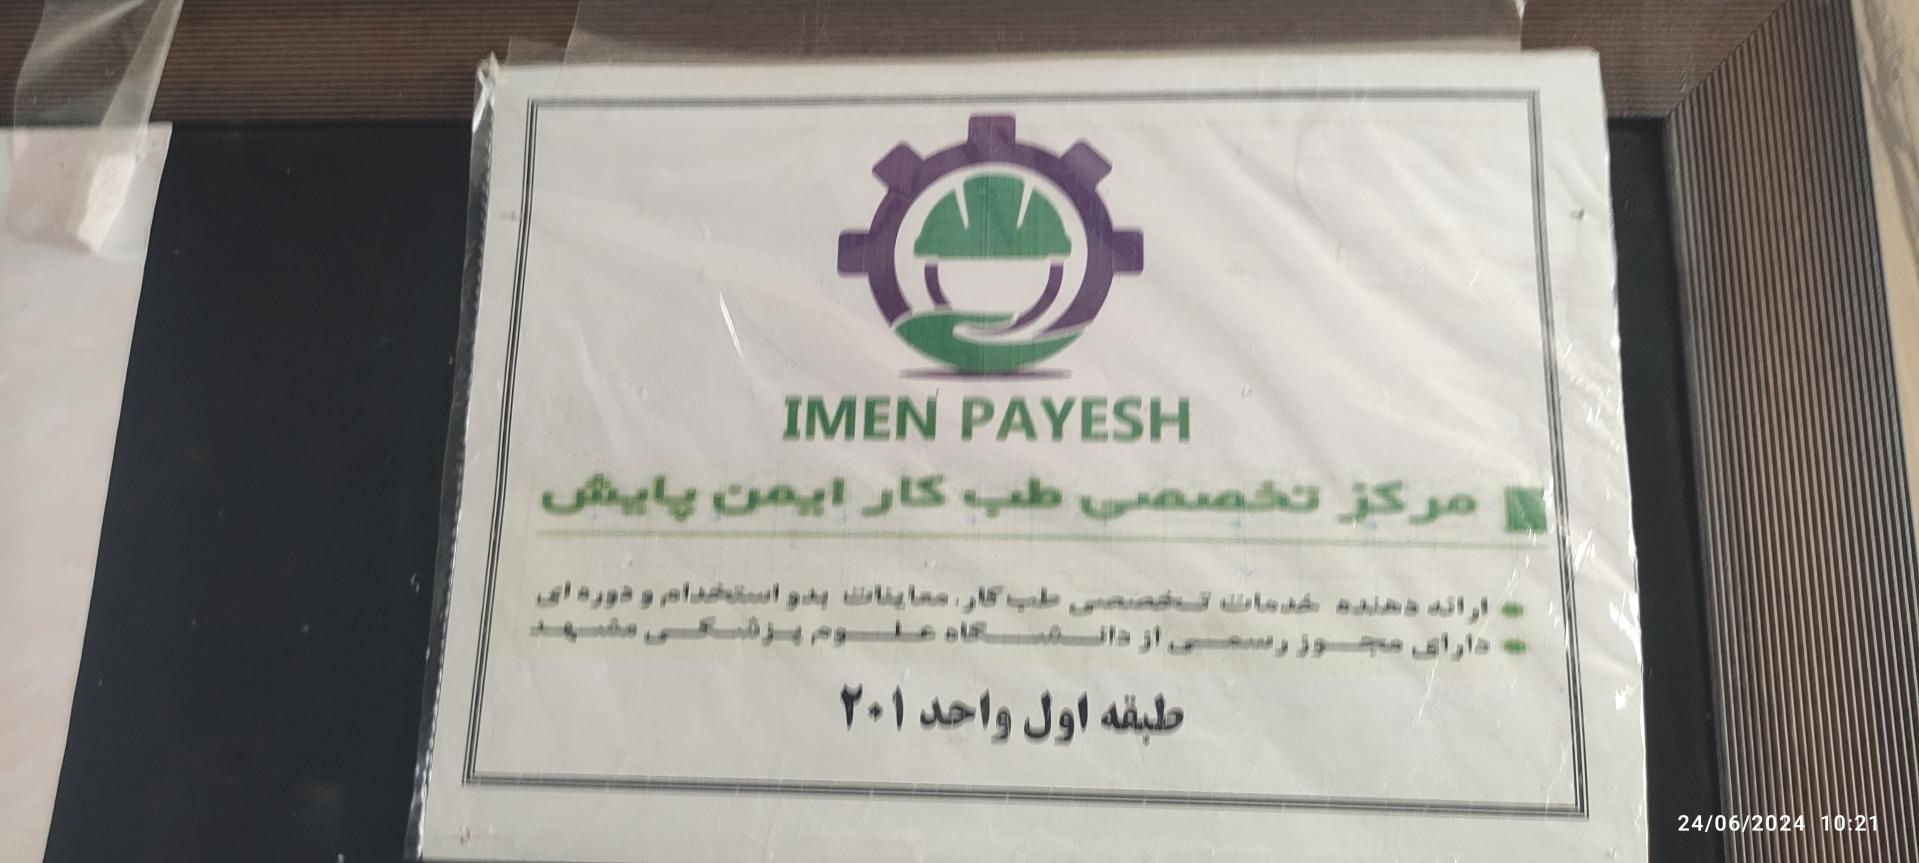 IMEN PAYESH
مرکز تخصصی طب کار ایمن پایش
ارائه دهنده خدمات تخصصی طب کار، معاینات بدو استخدام و دوره ای
دارای مجوز رسمی از دانشگاه علوم پزشکی مشهد
طبقه اول واحد ۲۰۱
24/06/2024 10:21